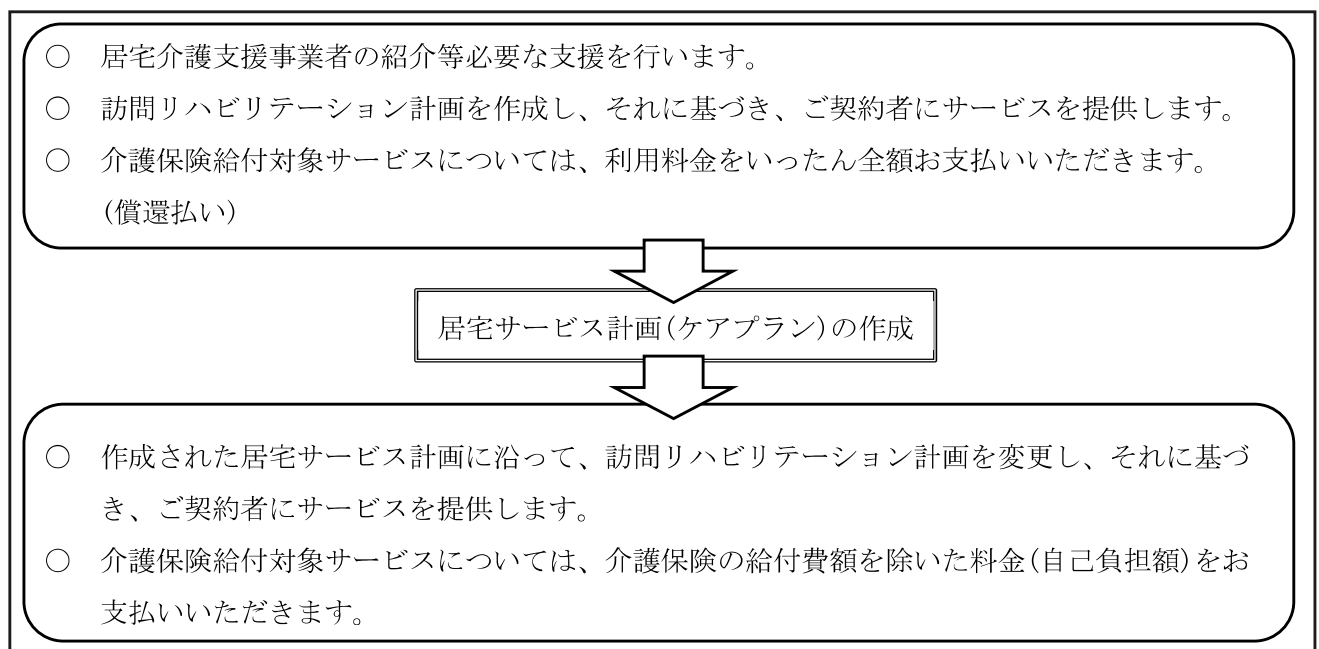 ○ 居宅介護支援事業者の紹介等必要な支援を行います。
○ 訪問リハビリテーション計画を作成し、それに基づき、ご契約者にサービスを提供します。
○ 介護保険給付対象サービスについては、利用料金をいったん全額お支払いいただきます。
(償還払い)
居宅サービス計画(ケアプラン)の作成
○ 作成された居宅サービス計画に沿って、訪問リハビリテーション計画を変更し、それに基づ
き、ご契約者にサービスを提供します。
○ 介護保険給付対象サービスについては、介護保険の給付費額を除いた料金(自己負担額)をお
支払いいただきます。